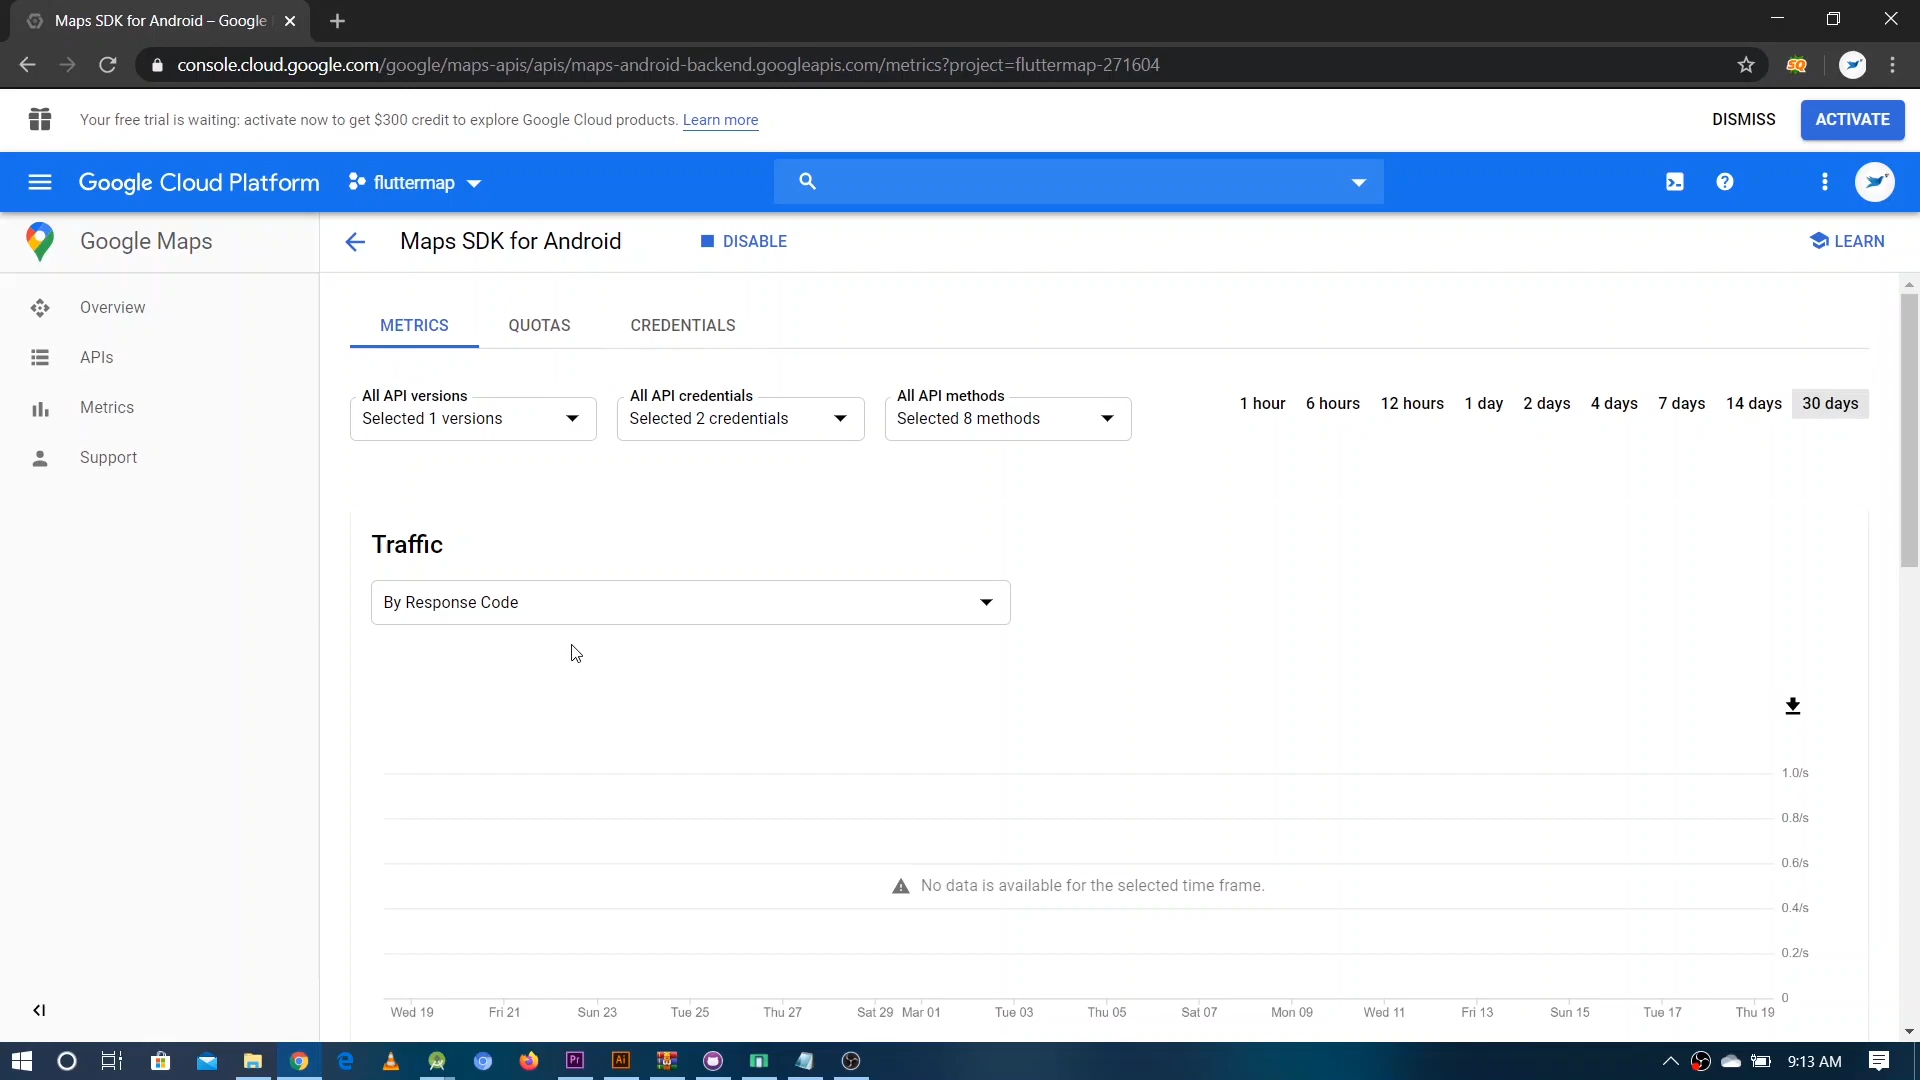 Maps SDK for Android – Google
console.cloud.google.com/google/maps-apis/apis/maps-android-backend.googleapis.com/metrics?project=fluttermap-271604
SQ
Your free trial is waiting: activate now to get $300 credit to explore Google Cloud products. Learn more
DISMISS
ACTIVATE
Google Cloud Platform
fluttermap
Google Maps
Maps SDK for Android
DISABLE
LEARN
Overview
APIs
Metrics
Support
METRICS
QUOTAS
CREDENTIALS
All API versions
Selected 1 versions
All API credentials
Selected 2 credentials
All API methods
Selected 8 methods
1 hour
6 hours
12 hours
1 day
2 days
4 days
7 days
14 days
30 days
Traffic
By Response Code
1.0/s
0.8/s
0.6/s
No data is available for the selected time frame.
0.4/s
0.2/s
0
Wed 19
Fri 21
Sun 23
Tue 25
Thu 27
Sat 29
Mar 01
Tue 03
Thu 05
Sat 07
Mon 09
Wed 11
Fri 13
Sun 15
Tue 17
Thu 19
Pr
Ai
9:13 AM